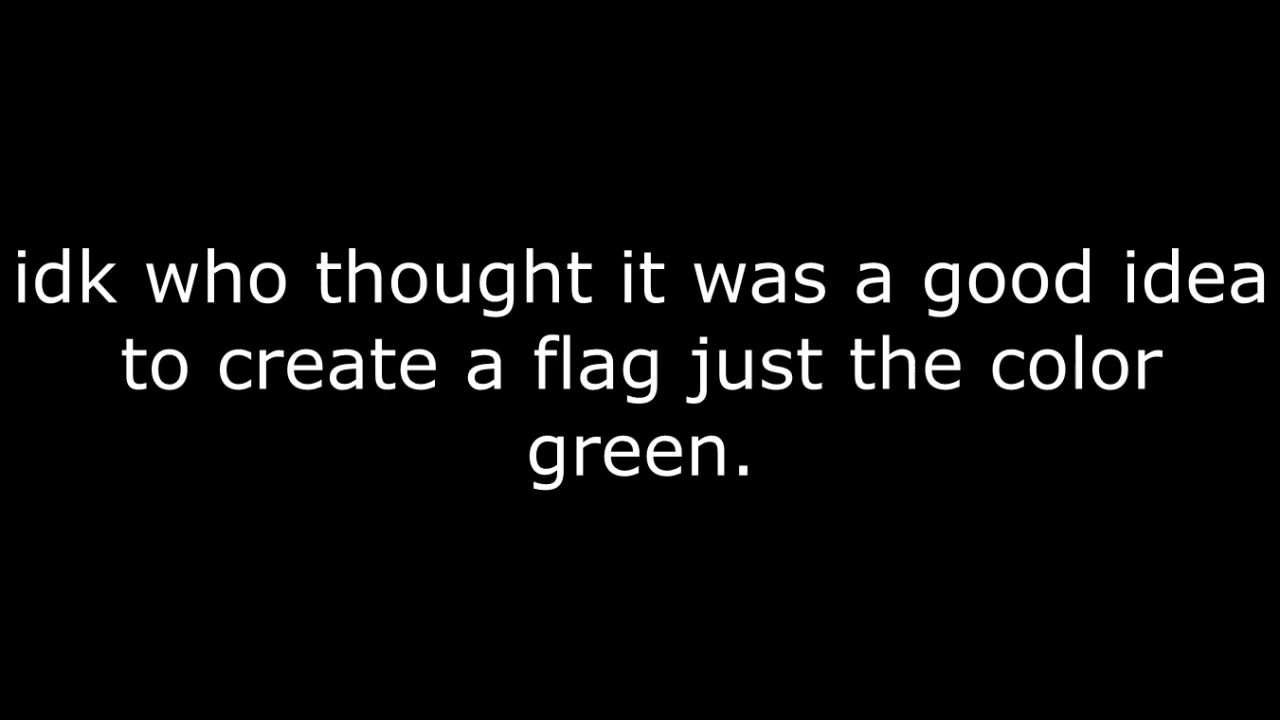 idk who thought it was a good idea
to create a flag just the color
green.